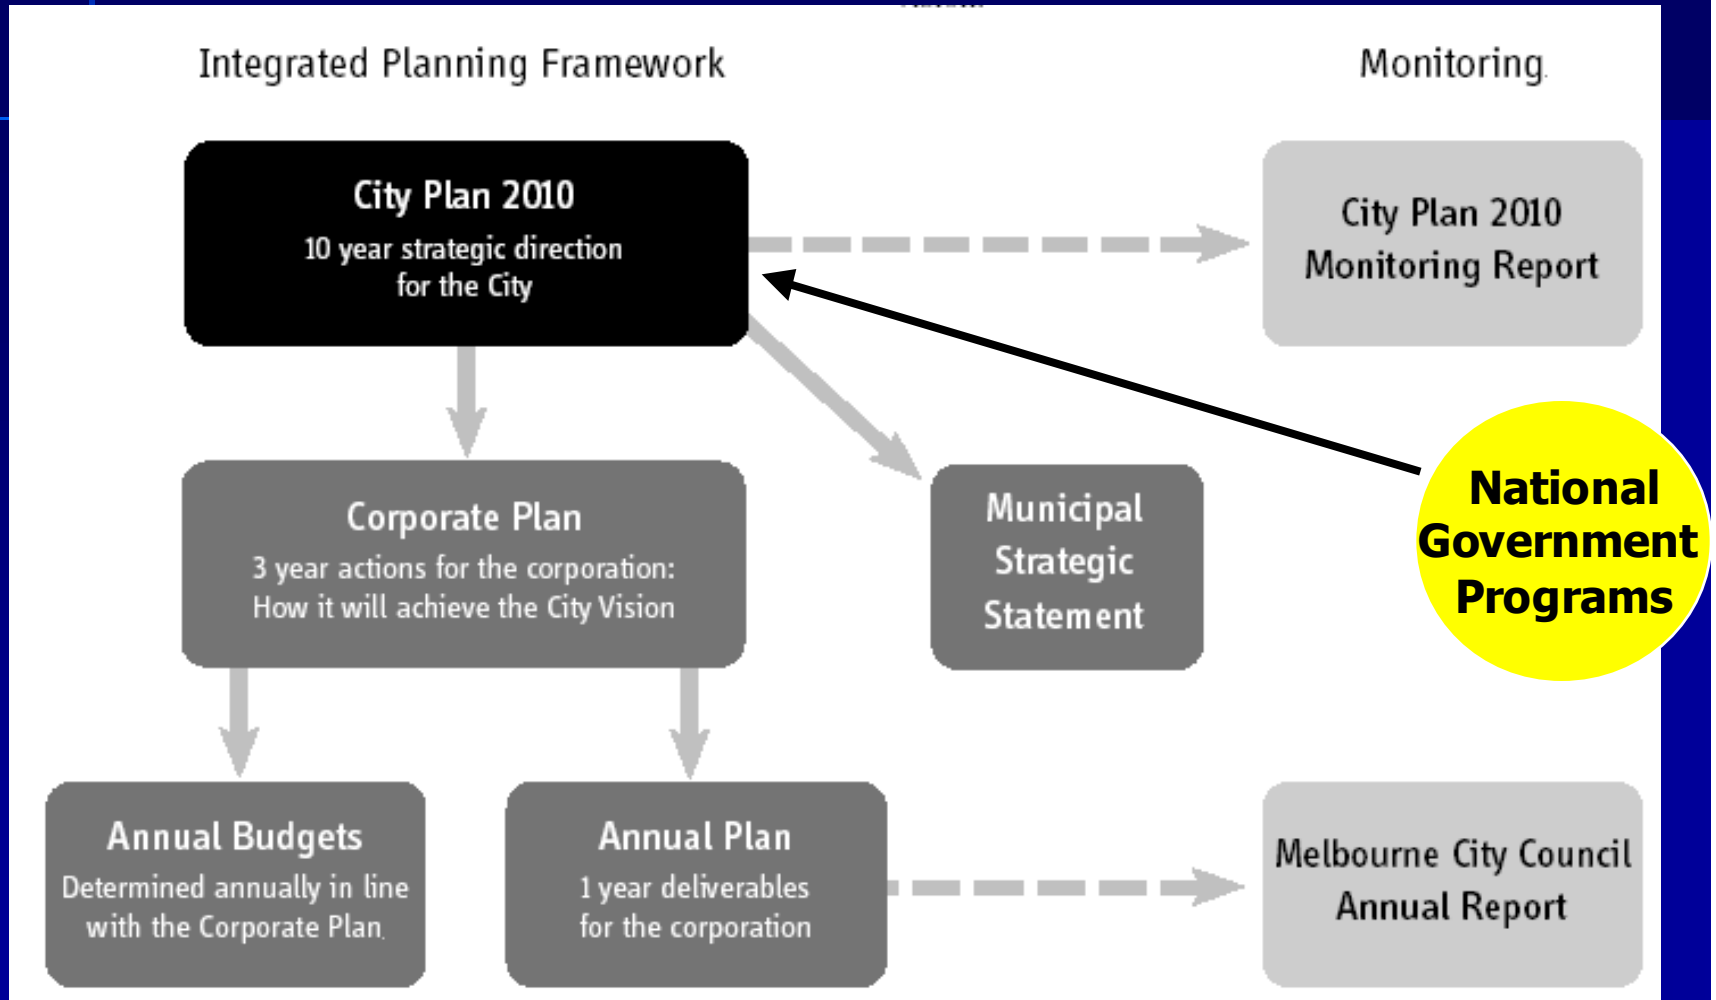 Integrated Planning Framework
Monitoring.
City Plan 2010
10 year strategic direction
for the City
City Plan 2010
Monitoring Report
Corporate Plan
3 year actions for the corporation:
How it will achieve the City Vision
Municipal
Strategic
Statement
National
Government
Programs
Annual Budgets
Determined annually in line
with the Corporate Plan.
Annual Plan
1 year deliverables
for the corporation
Melbourne City Council
Annual Report